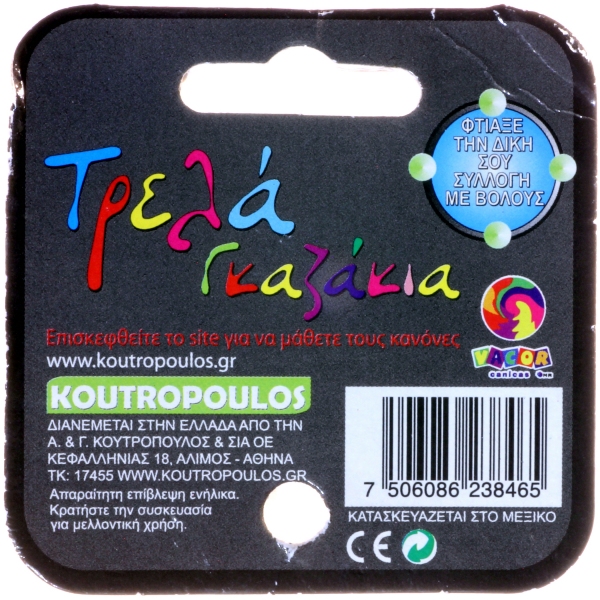 ΦΤΙΑΞΕ
ΤΗΝ ΔΙΚΗ
ΣΟΥ
ΣΥΛΛΟΓΗ
ΜΕ ΒΟΛΟΥΣ
Τρελά
γκαζάκια
Επισκεφθείτε το site για να μάθετε τους κανόνες
www.koutropoulos.gr
VACOR
canicas
KOUTROPOULOS
ΔΙΑΝΕΜΕΤΑΙ ΣΤΗΝ ΕΛΛΑΔΑ ΑΠΟ ΤΗΝ
Α. & Γ. ΚΟΥΤΡΟΠΟΥΛΟΣ & ΣΙΑ ΟΕ
ΚΕΦΑΛΛΗΝΙΑΣ 18, ΑΛΙΜΟΣ - ΑΘΗΝΑ
ΤΚ: 17455 WWW.KOUTROPOULOS.GR
Απαραίτητη επίβλεψη ενήλικα.
Κρατήστε την συσκευασία
για μελλοντική χρήση.
7 506086 238465
ΚΑΤΑΣΚΕΥΑΖΕΤΑΙ ΣΤΟ ΜΕΞΙΚΟ
CE